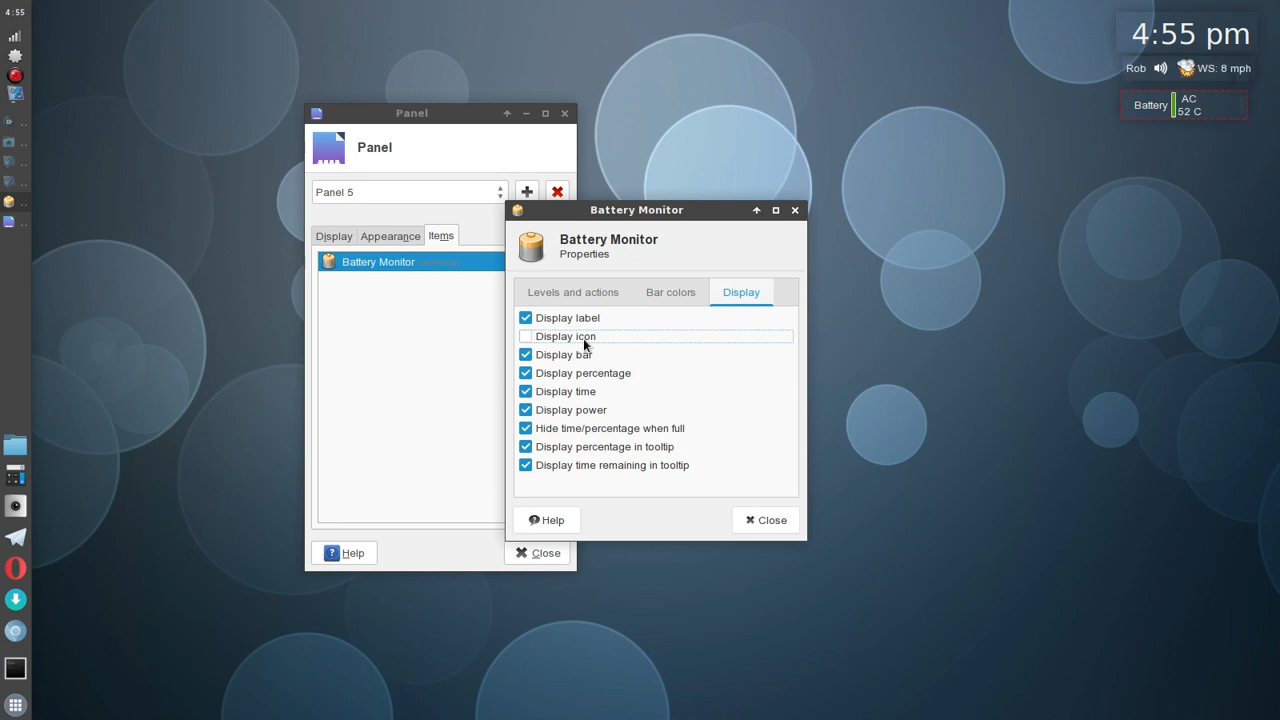 4:55
4:55 pm
Rob
WS: 8 mph
Battery
AC
52 C
Panel
Panel
Panel 5
Display
Appearance
Items
Battery Monitor
Help
Close
Battery Monitor
Battery Monitor
Properties
Levels and actions
Bar colors
Display
Display label
Display icon
Display bar
Display percentage
Display time
Display power
Hide time/percentage when full
Display percentage in tooltip
Display time remaining in tooltip
Help
Close